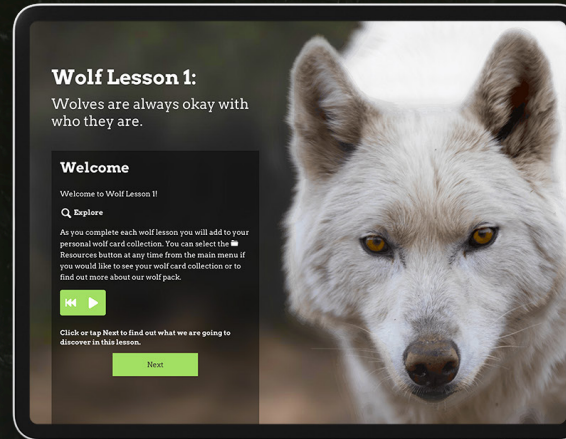 Wolf Lesson 1:
Wolves are always okay with
who they are.
Welcome
Welcome to Wolf Lesson 1!
Explore
As you complete each wolf lesson you will add to your
personal wolf card collection. You can select the
Resources button at any time from the main menu if
you would like to see your wolf card collection or to
find out more about our wolf pack.
Click or tap Next to find out what we are going to
discover in this lesson.
Next